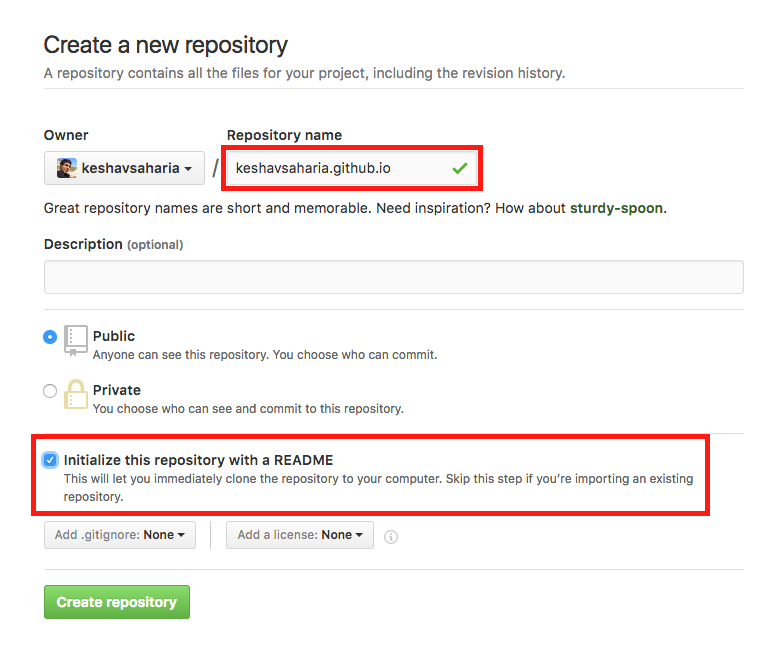 Create a new repository
A repository contains all the files for your project, including the revision history.
Owner
Repository name
keshavsaharia
/
keshavsaharia.github.io
Great repository names are short and memorable. Need inspiration? How about sturdy-spoon.
Description (optional)
Public
Anyone can see this repository. You choose who can commit.
Private
You choose who can see and commit to this repository.
Initialize this repository with a README
This will let you immediately clone the repository to your computer. Skip this step if you’re importing an existing
repository.
Add .gitignore: None
Add a license: None
Create repository